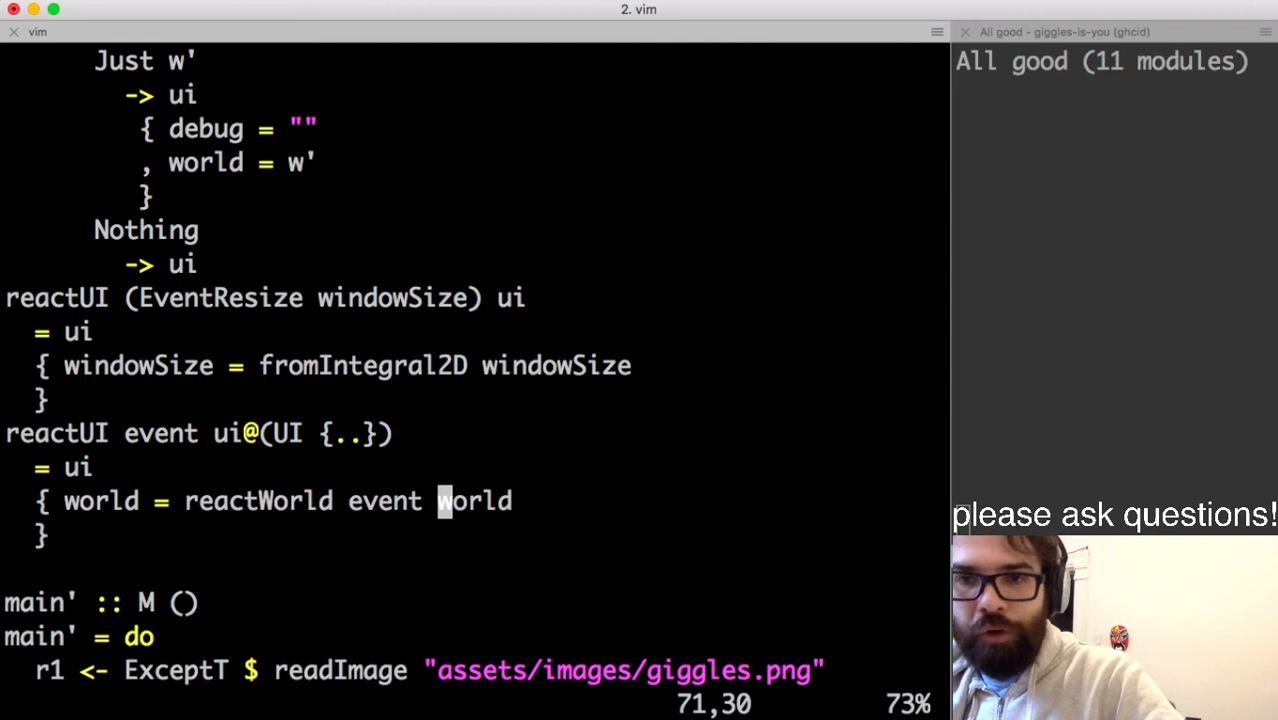 2. vim
vim
All good - giggles-is-you (ghcid)
Just w'
-> ui
{ debug = ""
, world = w'
}
Nothing
-> ui
reactUI (EventResize windowSize) ui
= ui
{ windowSize = fromIntegral2D windowSize
}
reactUI event ui@(UI {..})
= ui
{ world = reactWorld event world
}
main' :: M ()
main' = do
r1 <- ExceptT $ readImage "assets/images/giggles.png"
71,30 73%
All good (11 modules)
please ask questions!